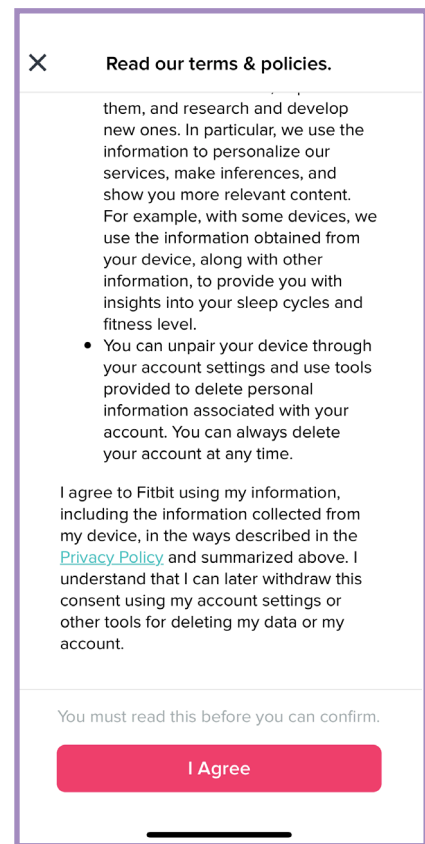 Read our terms & policies.
them, and research and develop
new ones. In particular, we use the
information to personalize our
services, make inferences, and
show you more relevant content.
For example, with some devices, we
use the information obtained from
your device, along with other
information, to provide you with
insights into your sleep cycles and
fitness level.
• You can unpair your device through
your account settings and use tools
provided to delete personal
information associated with your
account. You can always delete
your account at any time.
I agree to Fitbit using my information,
including the information collected from
my device, in the ways described in the
Privacy Policy and summarized above. I
understand that I can later withdraw this
consent using my account settings or
other tools for deleting my data or my
account.
You must read this before you can confirm.
I Agree